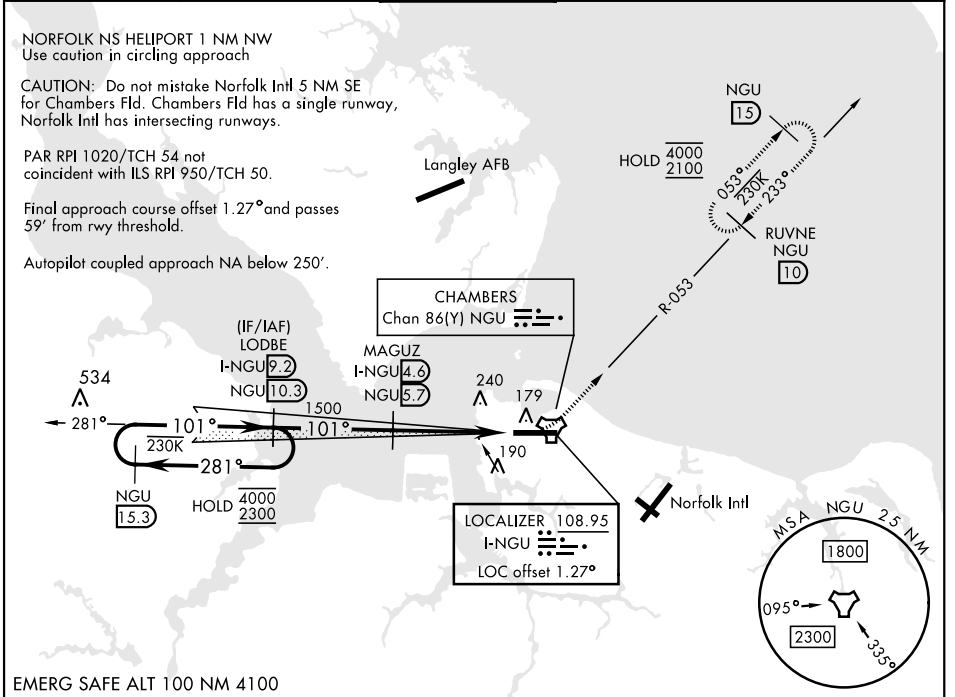 NORFOLK NS HELIPORT 1 NM NW
Use caution in circling approach
CAUTION: Do not mistake Norfolk Intl 5 NM SE
for Chambers Fld. Chambers Fld has a single runway,
Norfolk Intl has intersecting runways.
PAR RPI 1020/TCH 54 not
coincident with ILS RPI 950/TCH 50.
Final approach course offset 1.27° and passes
59' from rwy threshold.
Autopilot coupled approach NA below 250'.
Langley AFB
NGU
15
HOLD 4000
2100
053°
230K
233°
RUVNE
NGU
10
R-053
CHAMBERS
Chan 86(Y) NGU
(IF/IAF)
LODBE
I-NGU 9.2
NGU 10.3
MAGUZ
I-NGU 4.6
NGU 5.7
534
240
179
190
1500
281°
101°
101°
230K
281°
NGU
15.3
HOLD 4000
2300
LOCALIZER 108.95
I-NGU
LOC offset 1.27°
Norfolk Intl
MSA NGU 25 NM
1800
095°
2300
335°
EMERG SAFE ALT 100 NM 4100